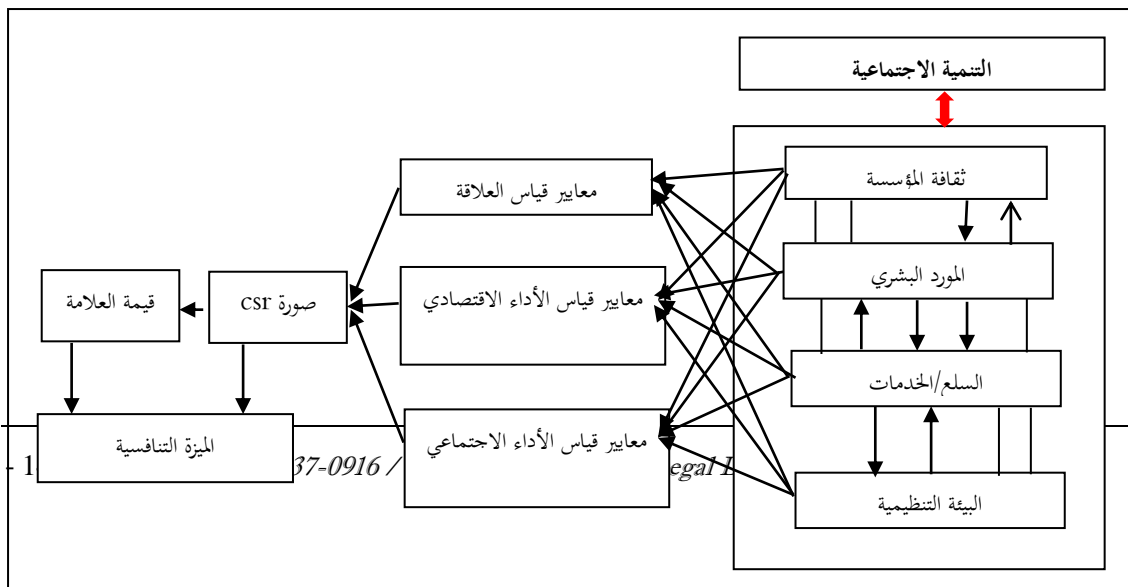 التنمية الاجتماعية
ثقافة المؤسسة
المورد البشري
السلع/الخدمات
البيئة التنظيمية
معايير قياس العلاقة
معايير قياس الأداء الاقتصادي
معايير قياس الأداء الاجتماعي
صورة csr
قيمة العلامة
الميزة التنافسية
- 1 37-0916 / egal